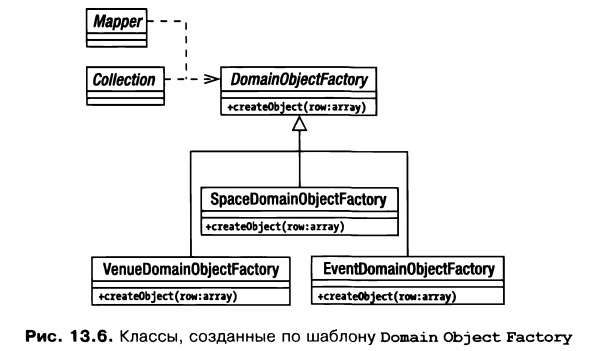 Mapper
Collection
DomainObjectFactory
+createObject(row:array)
SpaceDomainObjectFactory
+createObject(row:array)
VenueDomainObjectFactory
+createObject(row:array)
EventDomainObjectFactory
+createObject(row:array)
Рис. 13.6. Классы, созданные по шаблону Domain Object Factory